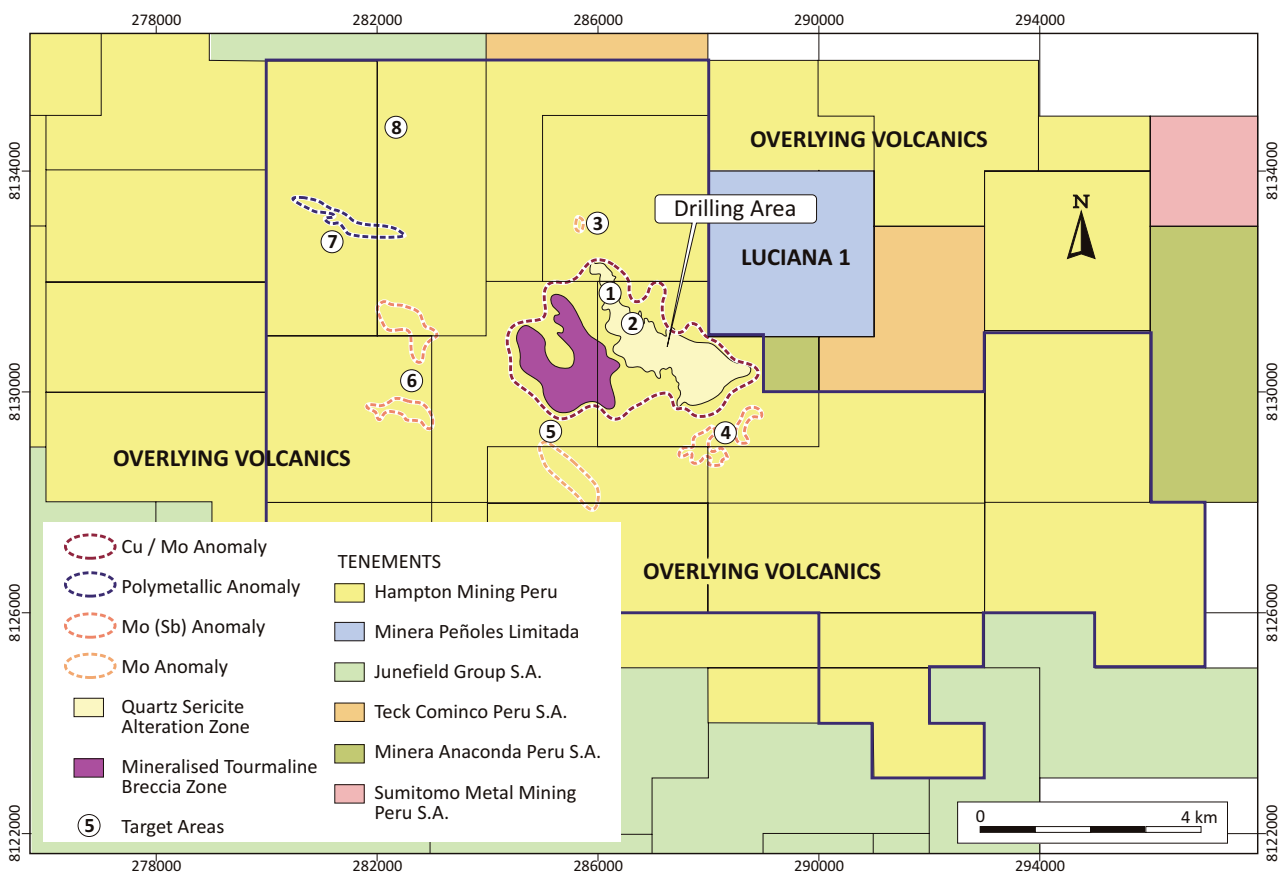 278000
282000
286000
290000
294000
8134000
8130000
8126000
8122000
8134000
8130000
8126000
8122000
8
OVERLYING VOLCANICS
N
Drilling Area
3
7
LUCIANA 1
1
2
6
5
4
OVERLYING VOLCANICS
OVERLYING VOLCANICS
Cu / Mo Anomaly
Polymetallic Anomaly
Mo (Sb) Anomaly
Mo Anomaly
Quartz Sericite
Alteration Zone
Mineralised Tourmaline
Breccia Zone
5 Target Areas
TENEMENTS
Hampton Mining Peru
Minera Peñoles Limitada
Junefield Group S.A.
Teck Cominco Peru S.A.
Minera Anaconda Peru S.A.
Sumitomo Metal Mining
Peru S.A.
0 4 km
278000
282000
286000
290000
294000